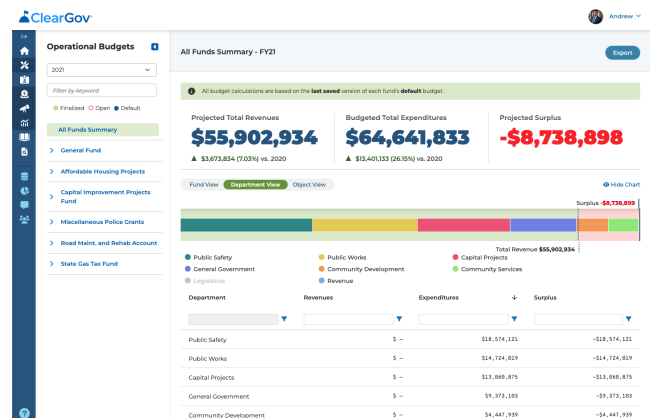 ClearGov
Andrew
Operational Budgets
2021
Filter by keyword
Finalized Open Default
All Funds Summary
General Fund
Affordable Housing Projects
Capital Improvement Projects
Fund
Miscellaneous Police Grants
Road Maint. and Rehab Account
State Gas Tax Fund
All Funds Summary - FY21
Export
All budget calculations are based on the last saved version of each fund's default budget.
Projected Total Revenues
$55,902,934
▲ $3,673,834 (7.03%) vs. 2020
Budgeted Total Expenditures
$64,641,833
▲ $13,401,133 (26.15%) vs. 2020
Projected Surplus
-$8,738,898
Fund View Department View Object View
Hide Chart
Surplus -$8,738,899
Total Revenue $55,902,934
Public Safety Public Works Capital Projects
General Government Community Development Community Services
Legislative Revenue
Department Revenues Expenditures ↓ Surplus
Public Safety $ – $18,574,121 -$18,574,121
Public Works $ – $14,724,019 -$14,724,019
Capital Projects $ – $13,060,875 -$13,060,875
General Government $ – $9,373,103 -$9,373,103
Community Development $ – $4,447,939 -$4,447,939